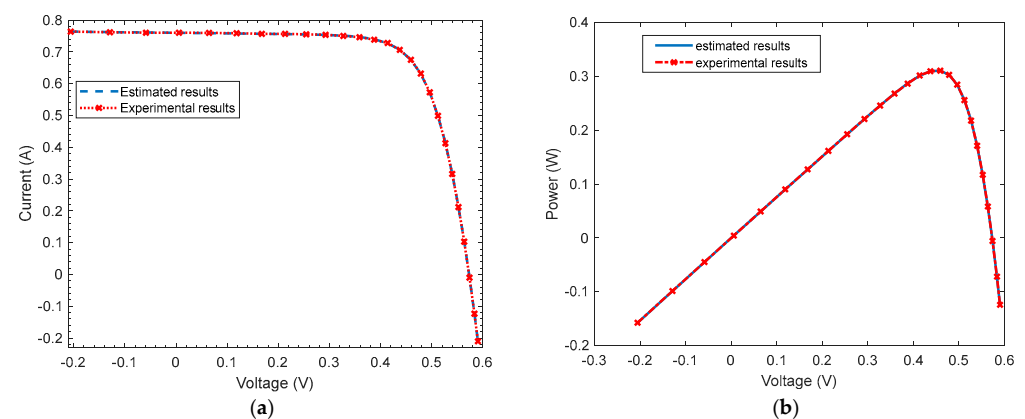 0.8
0.7
0.6
0.5
0.4
0.3
0.2
0.1
0
-0.1
-0.2
Current (A)
Estimated results
Experimental results
-0.2 -0.1 0 0.1 0.2 0.3 0.4 0.5 0.6
Voltage (V)
(a)
0.4
0.3
0.2
0.1
0
-0.1
-0.2
Power (W)
estimated results
experimental results
-0.3 -0.2 -0.1 0 0.1 0.2 0.3 0.4 0.5 0.6
Voltage (V)
(b)